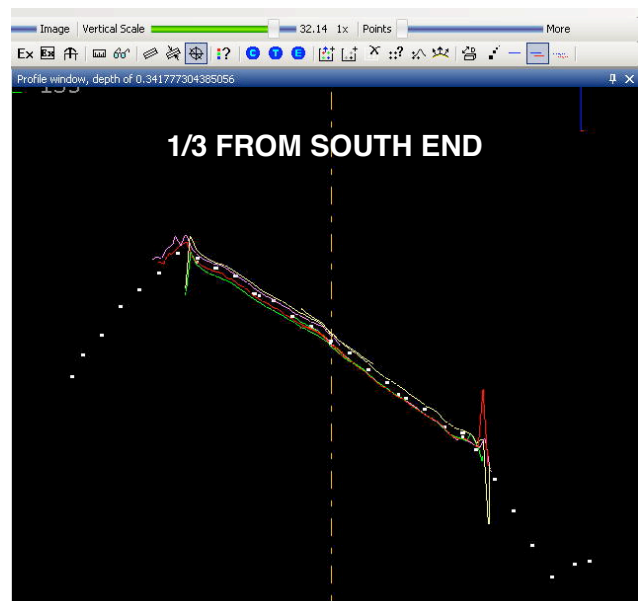 Image Vertical Scale 32.14 1x Points More
Ex Ex !? C T E
Profile window, depth of 0.341777304385056
1/3 FROM SOUTH END